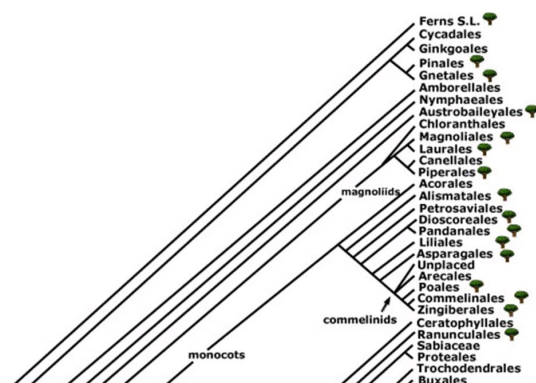 Ferns S.L.
Cycadales
Ginkgoales
Pinales
Gnetales
Amborellales
Nymphaeales
Austrobaileyales
Chloranthales
Magnoliales
Laurales
Canellales
Piperales
magnoliids
Acorales
Alismatales
Petrosaviales
Dioscoreales
Pandanales
Liliales
Asparagales
Unplaced
Arecales
Poales
Commelinales
Zingiberales
commelinids
Ceratophyllales
Ranunculales
Sabiaceae
monocots
Proteales
Trochodendrales
Buxales